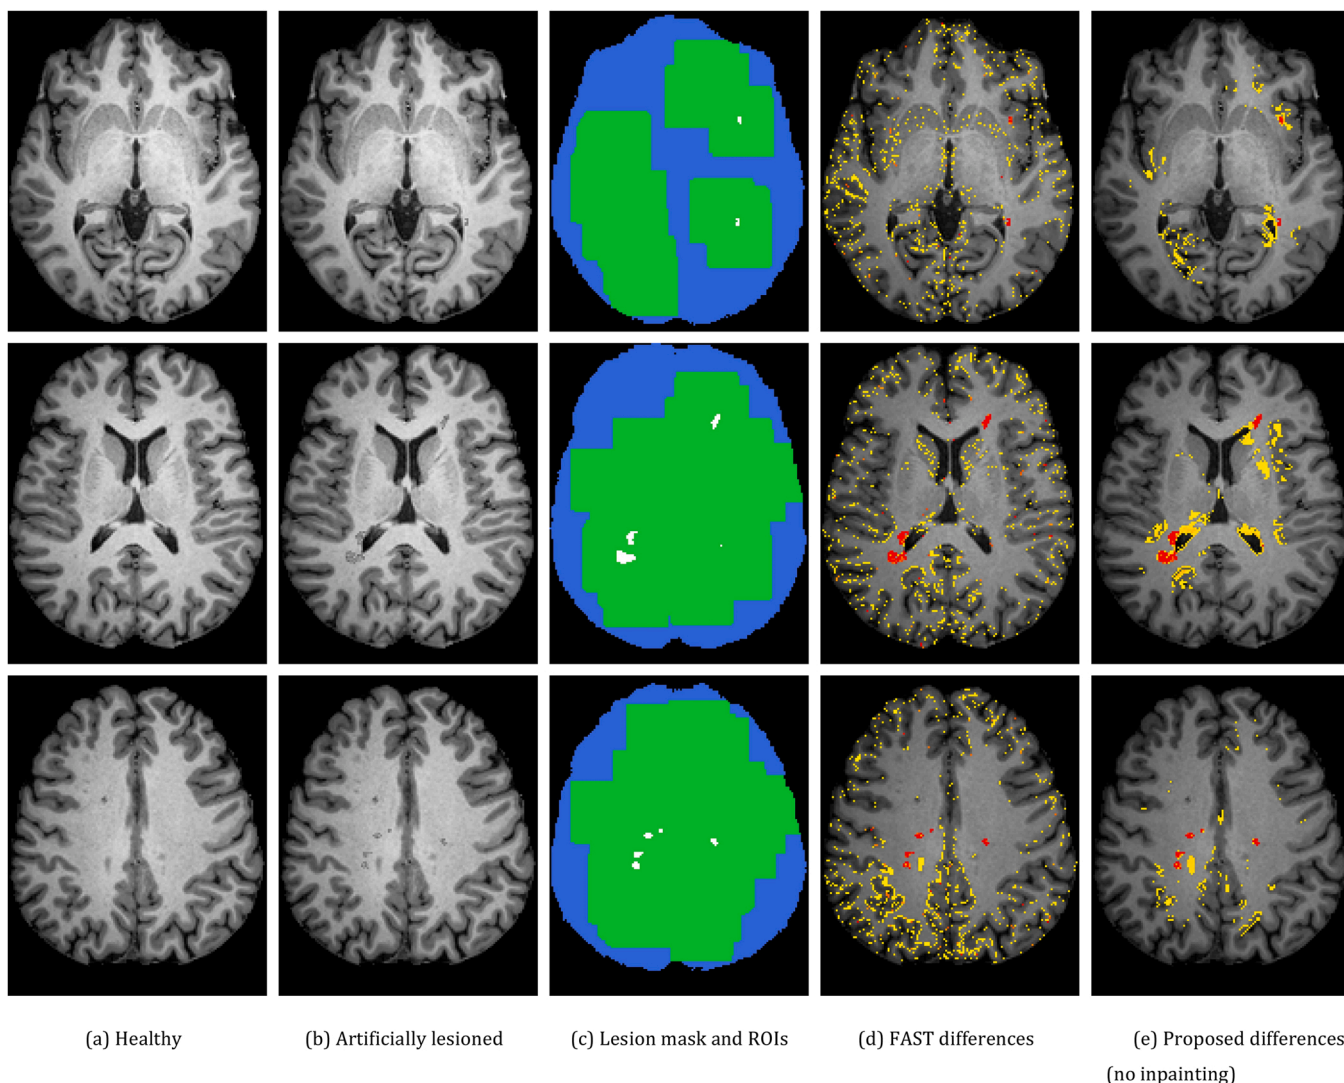 (a) Healthy
(b) Artificially lesioned
(c) Lesion mask and ROIs
(d) FAST differences
(e) Proposed differences
(no inpainting)